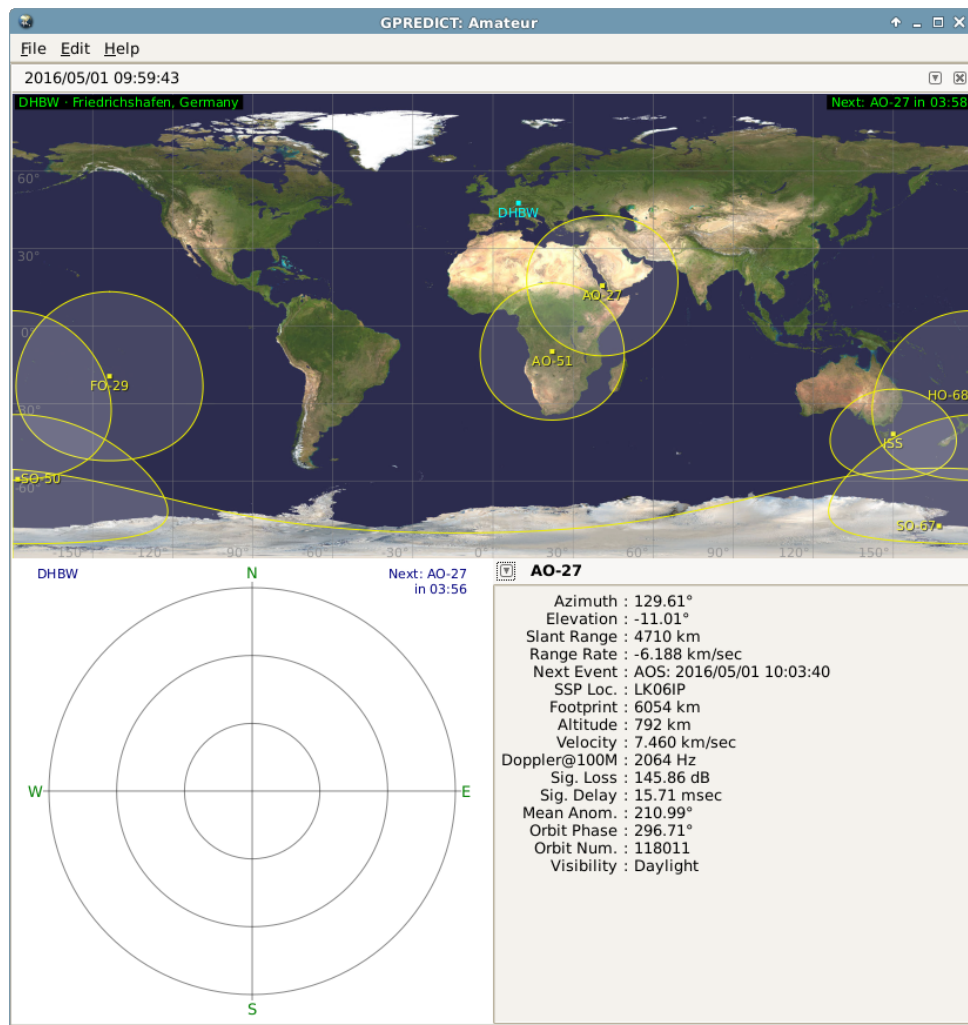 GPREDICT: Amateur
File Edit Help
2016/05/01 09:59:43
DHBW · Friedrichshafen, Germany
Next: AO-27 in 03:58
60°
DHBW
30°
AO-27
0°
AO-51
FO-29
-30°
HO-68
ISS
SO-50
-60°
SO-67
-150° -120° -90° -60° -30° 0° 30° 60° 90° 120° 150°
DHBW
N
Next: AO-27
in 03:56
W
E
S
AO-27
Azimuth : 129.61°
Elevation : -11.01°
Slant Range : 4710 km
Range Rate : -6.188 km/sec
Next Event : AOS: 2016/05/01 10:03:40
SSP Loc. : LK06IP
Footprint : 6054 km
Altitude : 792 km
Velocity : 7.460 km/sec
Doppler@100M : 2064 Hz
Sig. Loss : 145.86 dB
Sig. Delay : 15.71 msec
Mean Anom. : 210.99°
Orbit Phase : 296.71°
Orbit Num. : 118011
Visibility : Daylight